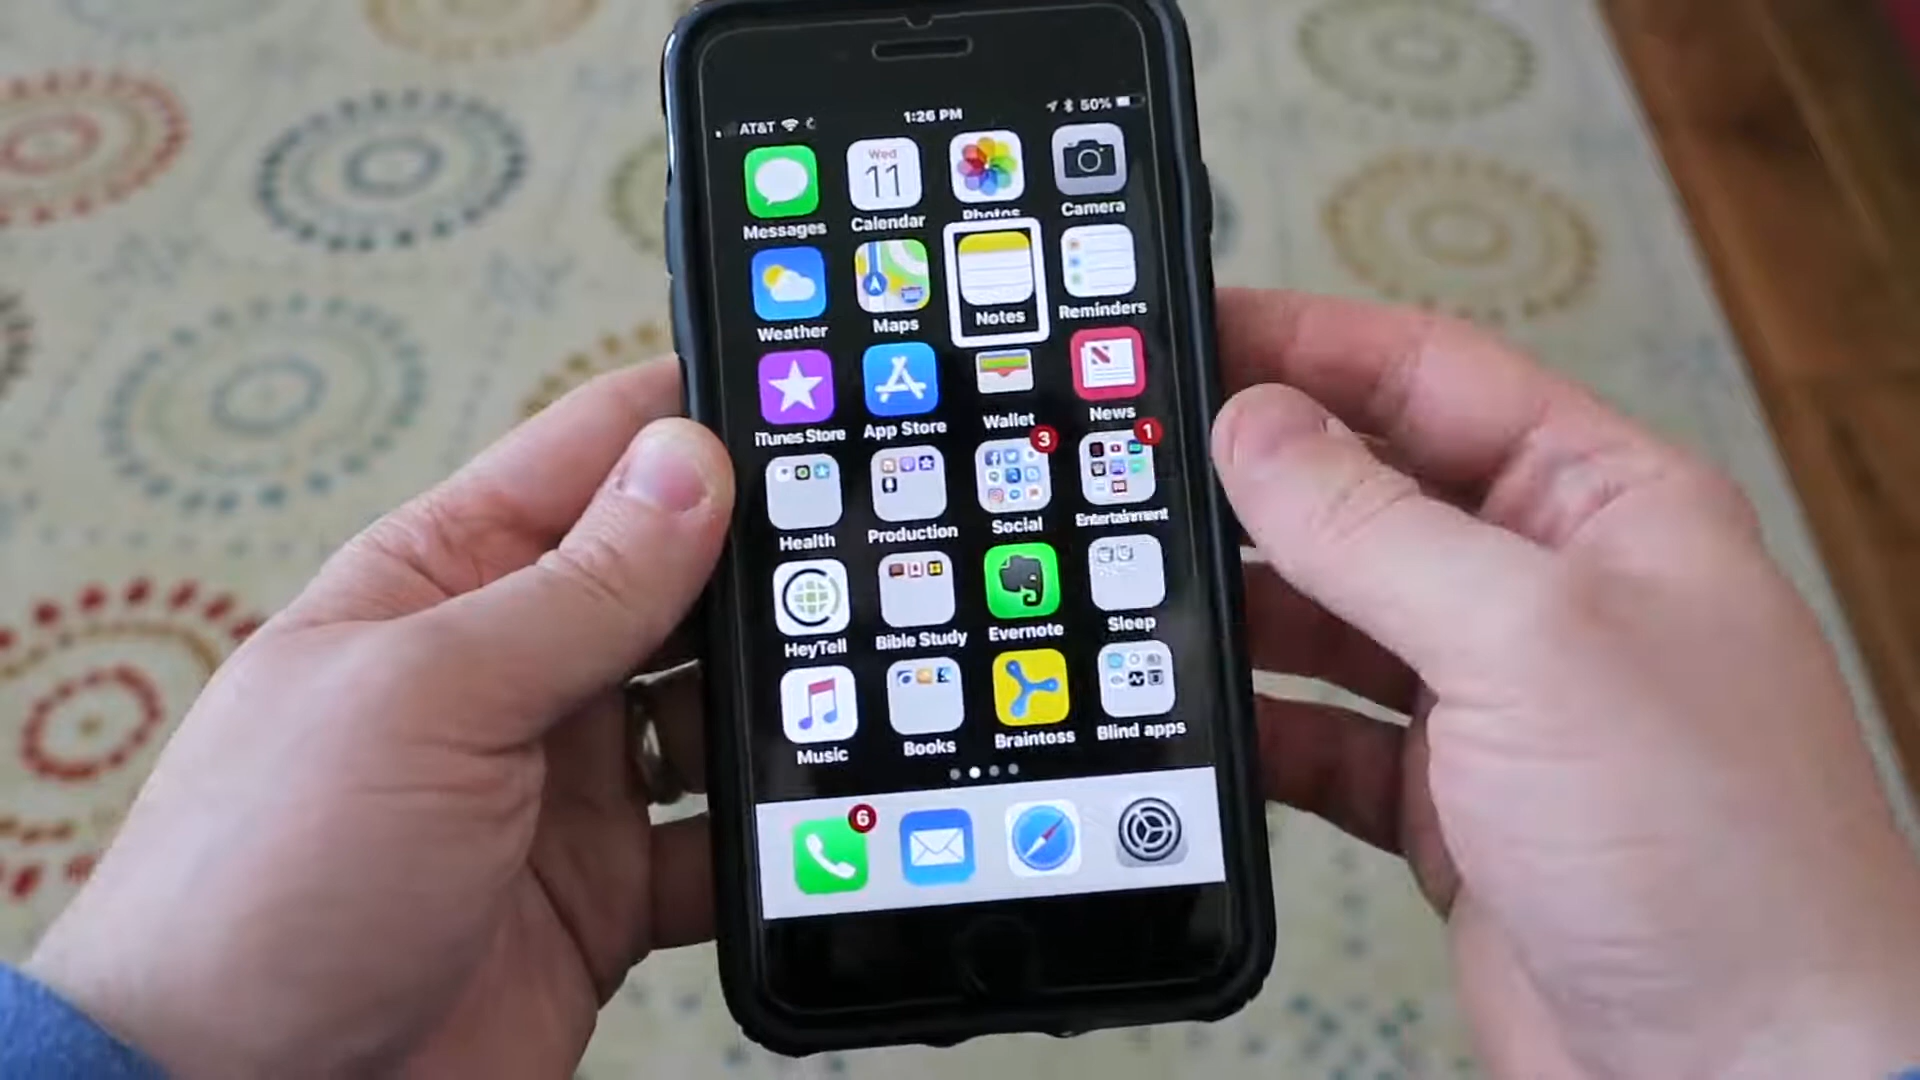 AT&T 1:26 PM 50%
Wed
11
Messages Calendar Photos Camera
Weather Maps Notes Reminders
iTunes Store App Store Wallet News
3 1
Health Production Social Entertainment
HeyTell Bible Study Evernote Sleep
Music Books Braintoss Blind apps
6